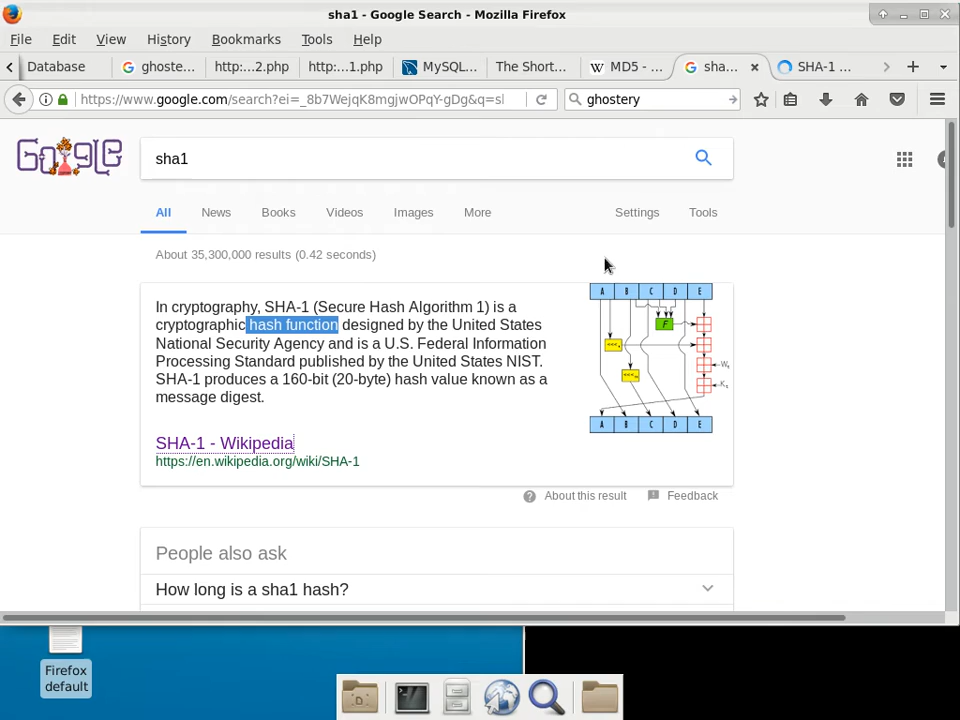 sha1 - Google Search - Mozilla Firefox
File Edit View History Bookmarks Tools Help
Database ghoste... http:...2.php http:...1.php MySQL... The Short... MD5 - ... sha... SHA-1 ...
https://www.google.com/search?ei=_8b7WejqK8mgjwOPqY-gDg&q=sl ghostery
Google sha1
All News Books Videos Images More Settings Tools
About 35,300,000 results (0.42 seconds)
In cryptography, SHA-1 (Secure Hash Algorithm 1) is a
cryptographic hash function designed by the United States
National Security Agency and is a U.S. Federal Information
Processing Standard published by the United States NIST.
SHA-1 produces a 160-bit (20-byte) hash value known as a
message digest.
A B C D E
F
<<<5
<<<30
Wt
Kt
A B C D E
SHA-1 - Wikipedia
https://en.wikipedia.org/wiki/SHA-1
About this result Feedback
People also ask
How long is a sha1 hash?
Firefox
default